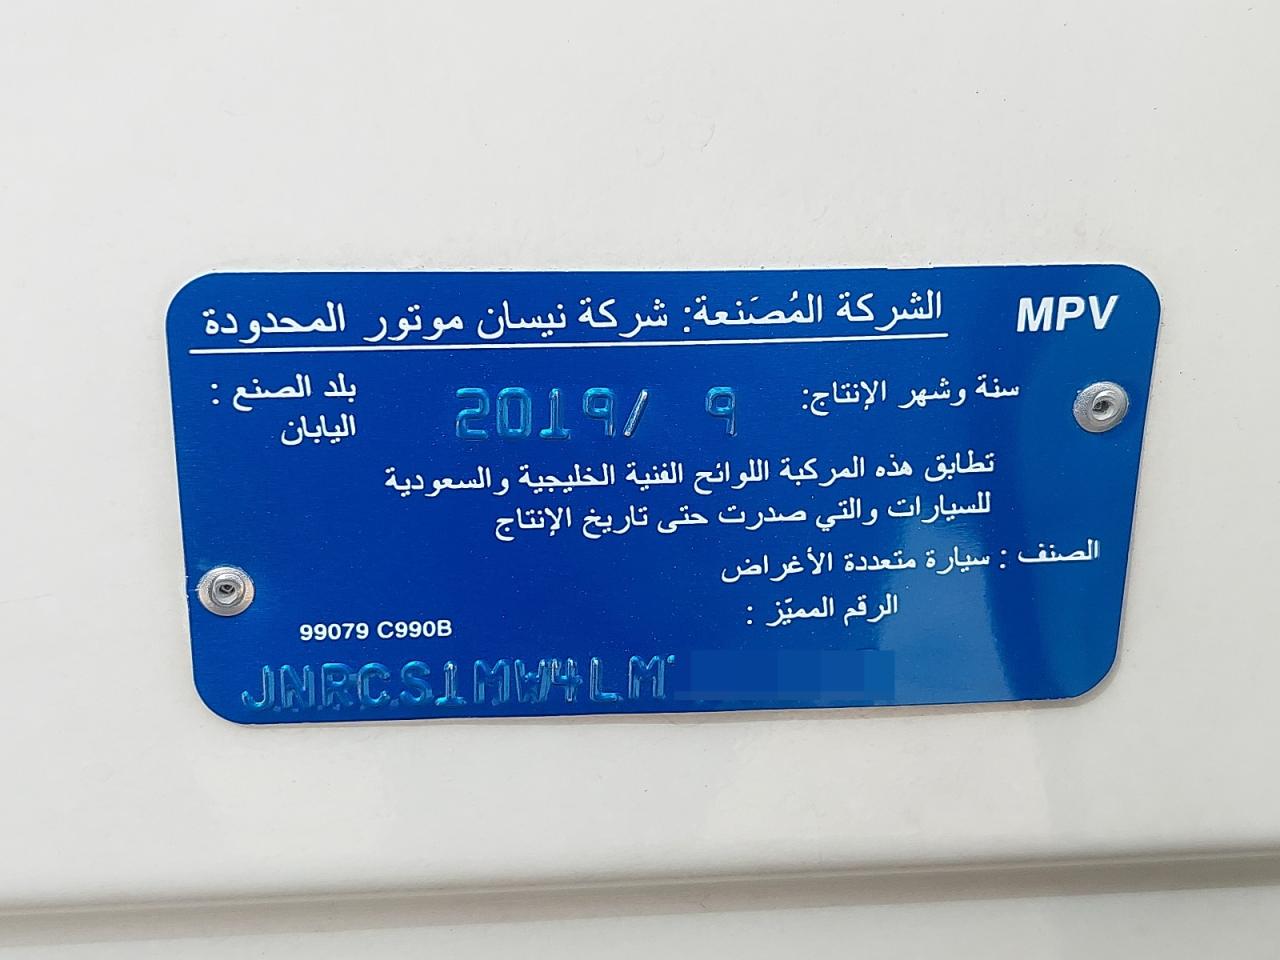 MPV
الشركة المُصَنعة: شركة نيسان موتور المحدودة
سنة وشهر الإنتاج: 2019/ 9
بلد الصنع :
اليابان
تطابق هذه المركبة اللوائح الفنية الخليجية والسعودية
للسيارات والتي صدرت حتى تاريخ الإنتاج
الصنف : سيارة متعددة الأغراض
الرقم المميّز :
99079 C990B
JNRCS1MW4LM